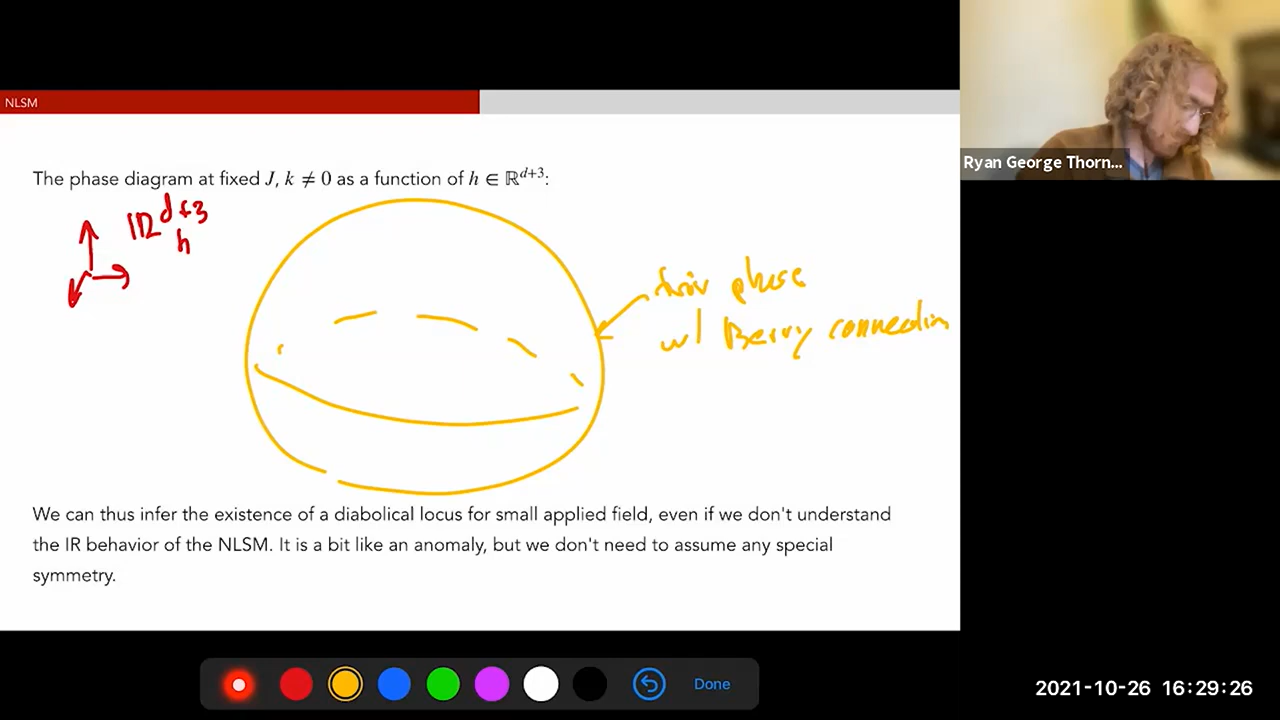 NLSM
The phase diagram at fixed J, k ≠ 0 as a function of h ∈ ℝᵈ⁺³:
ℝᵈ⁺³
h
phase
w/ Berry connection
We can thus infer the existence of a diabolical locus for small applied field, even if we don't understand
the IR behavior of the NLSM. It is a bit like an anomaly, but we don't need to assume any special
symmetry.
Ryan George Thorn...
Done
2021-10-26 16:29:26